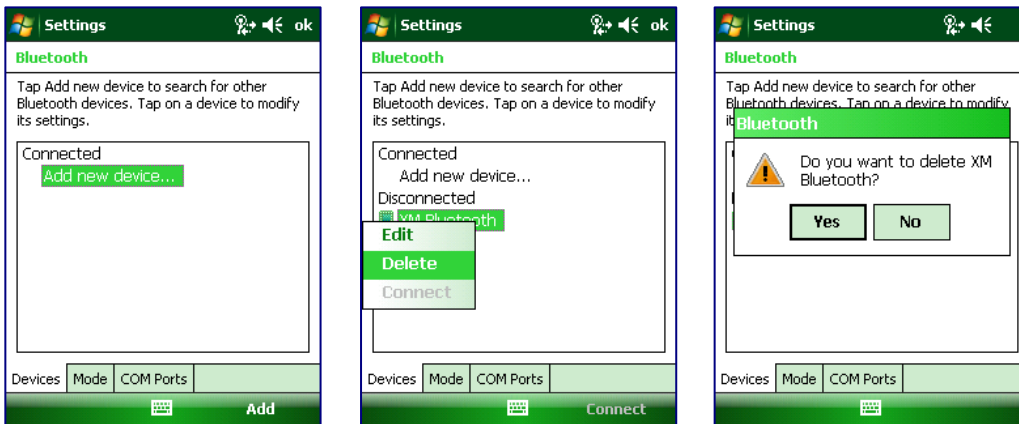 Settings ok
Bluetooth
Tap Add new device to search for other
Bluetooth devices. Tap on a device to modify
its settings.
Connected
Add new device...
Devices Mode COM Ports
Add
Settings ok
Bluetooth
Tap Add new device to search for other
Bluetooth devices. Tap on a device to modify
its settings.
Connected
Add new device...
Disconnected
XM Bluetooth
Edit
Delete
Connect
Devices Mode COM Ports
Connect
Settings
Bluetooth
Tap Add new device to search for other
Bluetooth devices. Tap on a device to modify
Bluetooth
Do you want to delete XM
Bluetooth?
Yes No
Devices Mode COM Ports